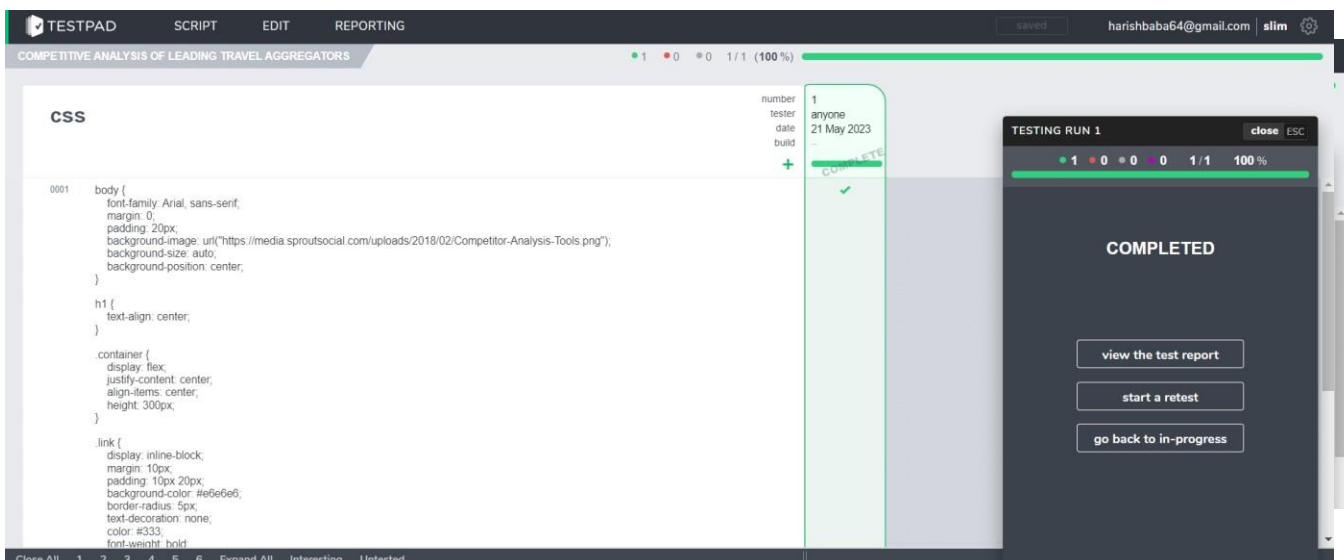 TESTPAD SCRIPT EDIT REPORTING saved harishbaba64@gmail.com slim
COMPETITIVE ANALYSIS OF LEADING TRAVEL AGGREGATORS 1 0 0 1/1 (100 %)
css
number 1
tester anyone
date 21 May 2023
build --
+
COMPLETE
0001 body {
font-family: Arial, sans-serif;
margin: 0;
padding: 20px;
background-image: url("https://media.sproutsocial.com/uploads/2018/02/Competitor-Analysis-Tools.png");
background-size: auto;
background-position: center;
}
h1 {
text-align: center;
}
.container {
display: flex;
justify-content: center;
align-items: center;
height: 300px;
}
.link {
display: inline-block;
margin: 10px;
padding: 10px 20px;
background-color: #e6e6e6;
border-radius: 5px;
text-decoration: none;
color: #333;
font-weight: bold;
TESTING RUN 1 close ESC
1 0 0 0 1/1 100 %
COMPLETED
view the test report
start a retest
go back to in-progress
Close All 1 2 3 4 5 6 Expand All Interesting Untested